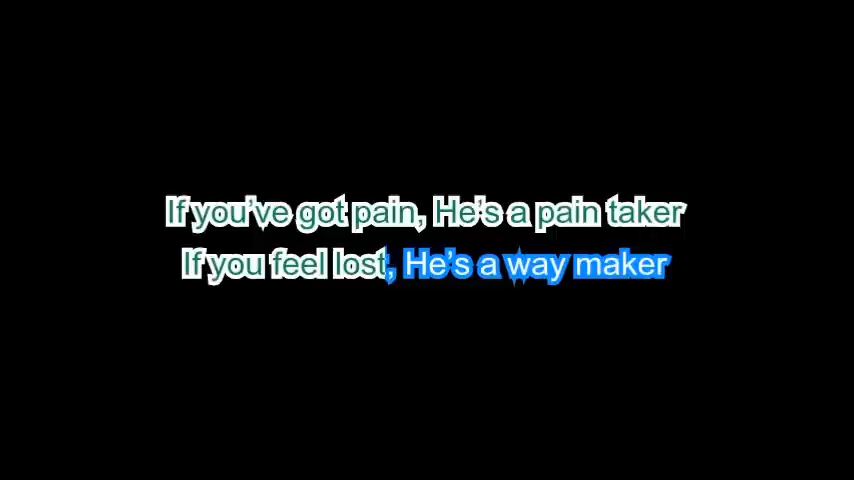 If you’ve got pain, He’s a pain taker
If you feel lost, He’s a way maker